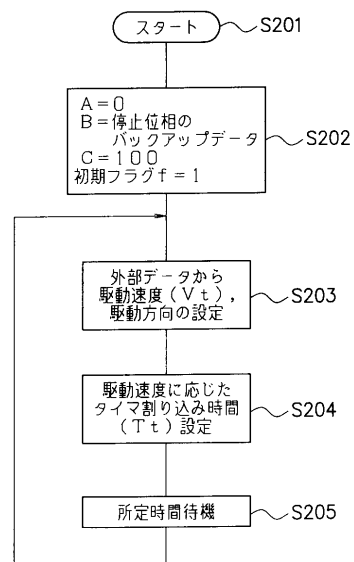 スタート
S201
A=0
B=停止位相の
バックアップデータ
C=100
初期フラグf=1
S202
外部データから
駆動速度(Vt),
駆動方向の設定
S203
駆動速度に応じた
タイマ割り込み時間
(Tt)設定
S204
所定時間待機
S205